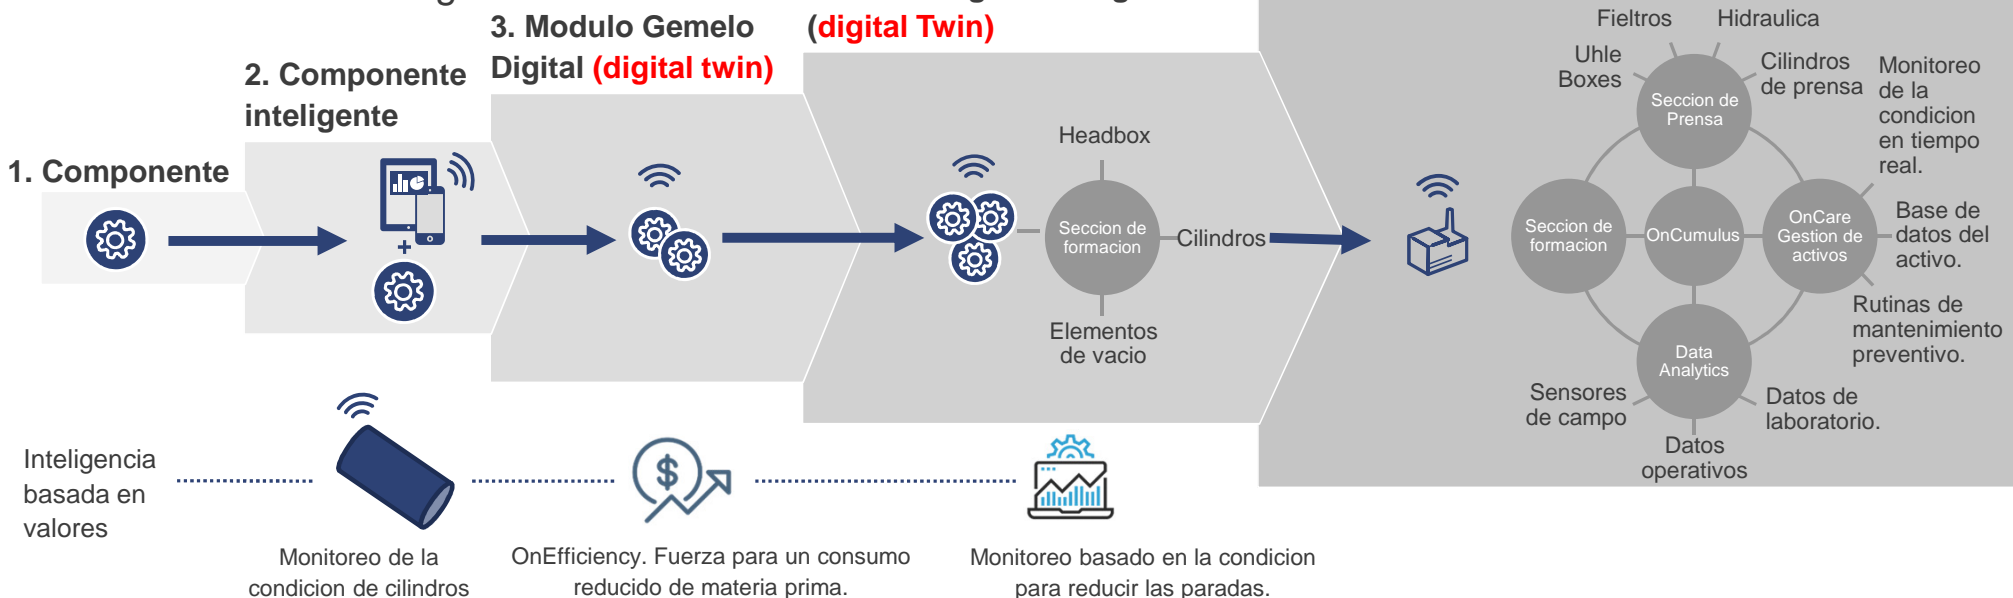 1. Componente
2. Componente
inteligente
3. Modulo Gemelo
Digital (digital twin)
(digital Twin)
Headbox
Seccion de
formacion
Cilindros
Elementos
de vacio
Fieltros
Hidraulica
Uhle
Boxes
Cilindros
de prensa
Seccion de
Prensa
Monitoreo
de la
condicion
en tiempo
real.
Seccion de
formacion
OnCumulus
OnCare
Gestion de
activos
Base de
datos del
activo.
Rutinas de
mantenimiento
preventivo.
Data
Analytics
Sensores
de campo
Datos de
laboratorio.
Datos
operativos
Inteligencia
basada en
valores
Monitoreo de la
condicion de cilindros
OnEfficiency. Fuerza para un consumo
reducido de materia prima.
Monitoreo basado en la condicion
para reducir las paradas.